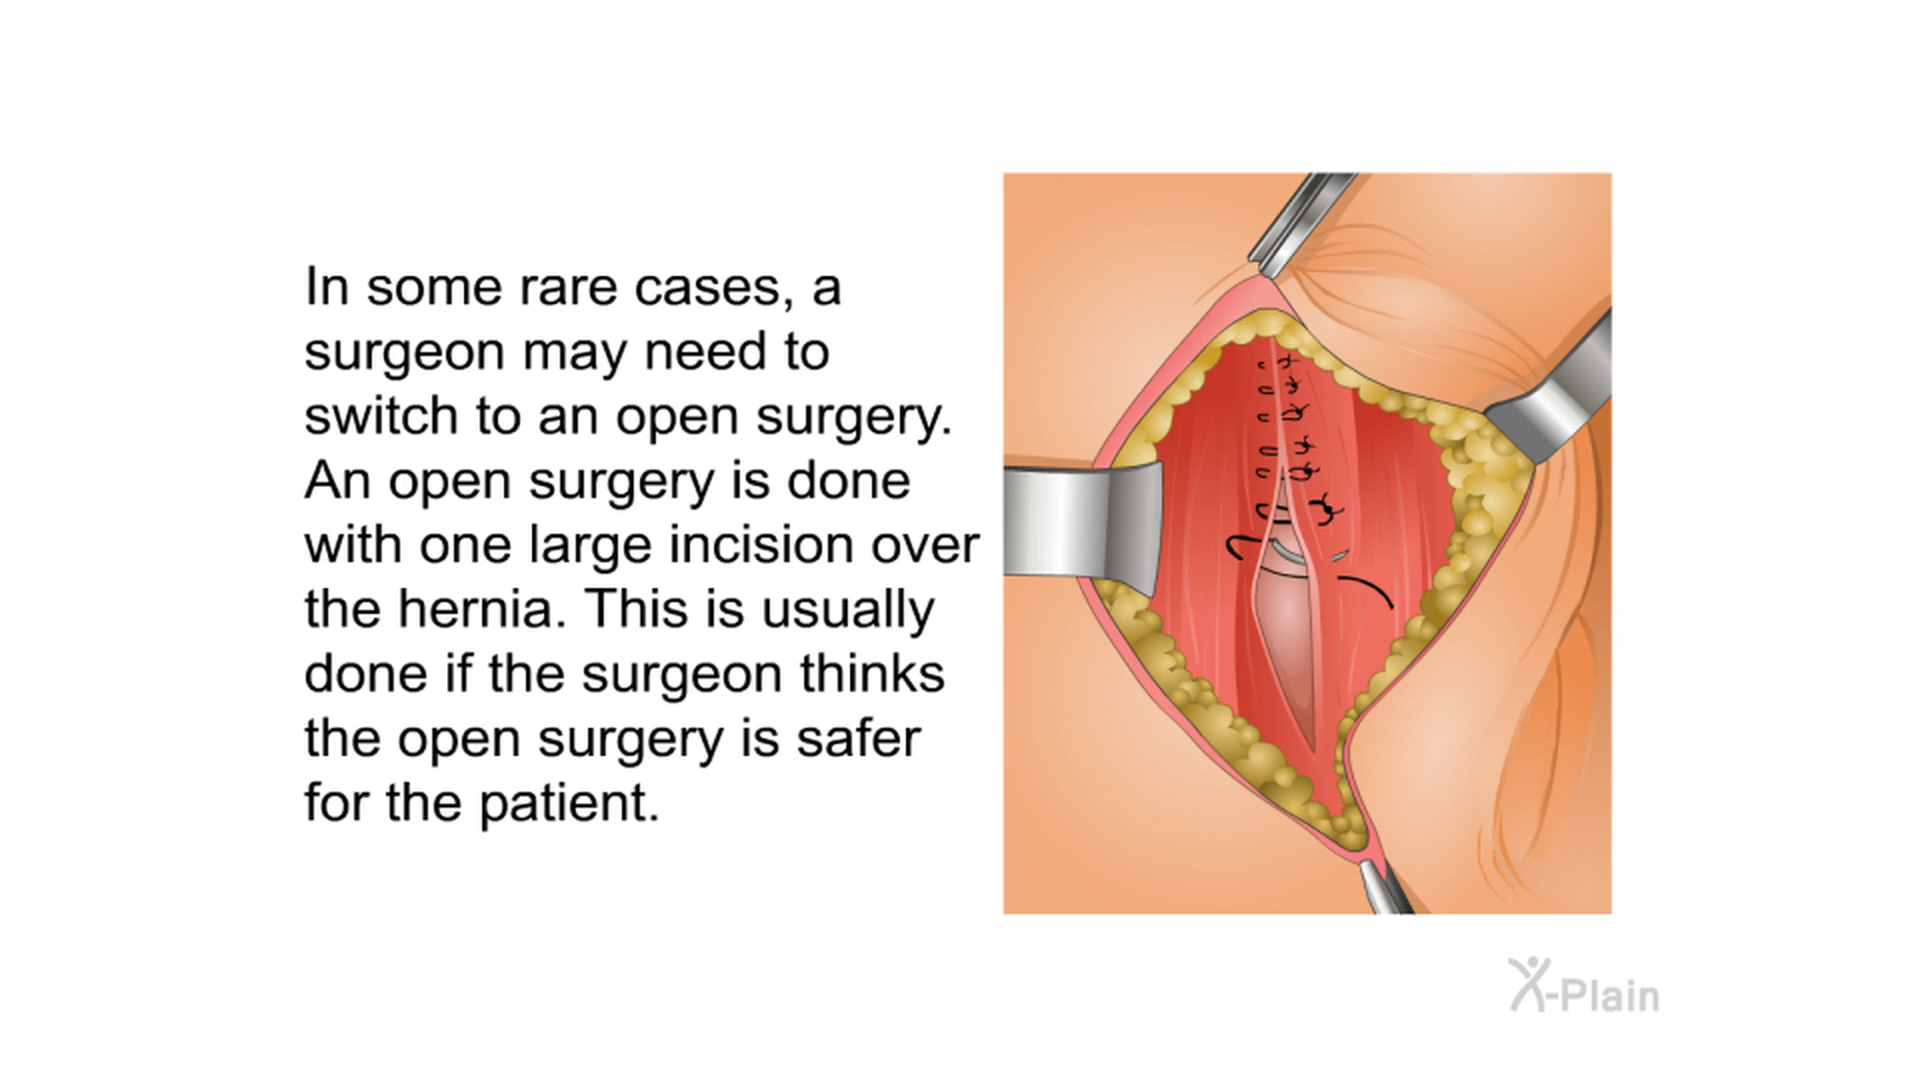 In some rare cases, a
surgeon may need to
switch to an open surgery.
An open surgery is done
with one large incision over
the hernia. This is usually
done if the surgeon thinks
the open surgery is safer
for the patient.
X-Plain